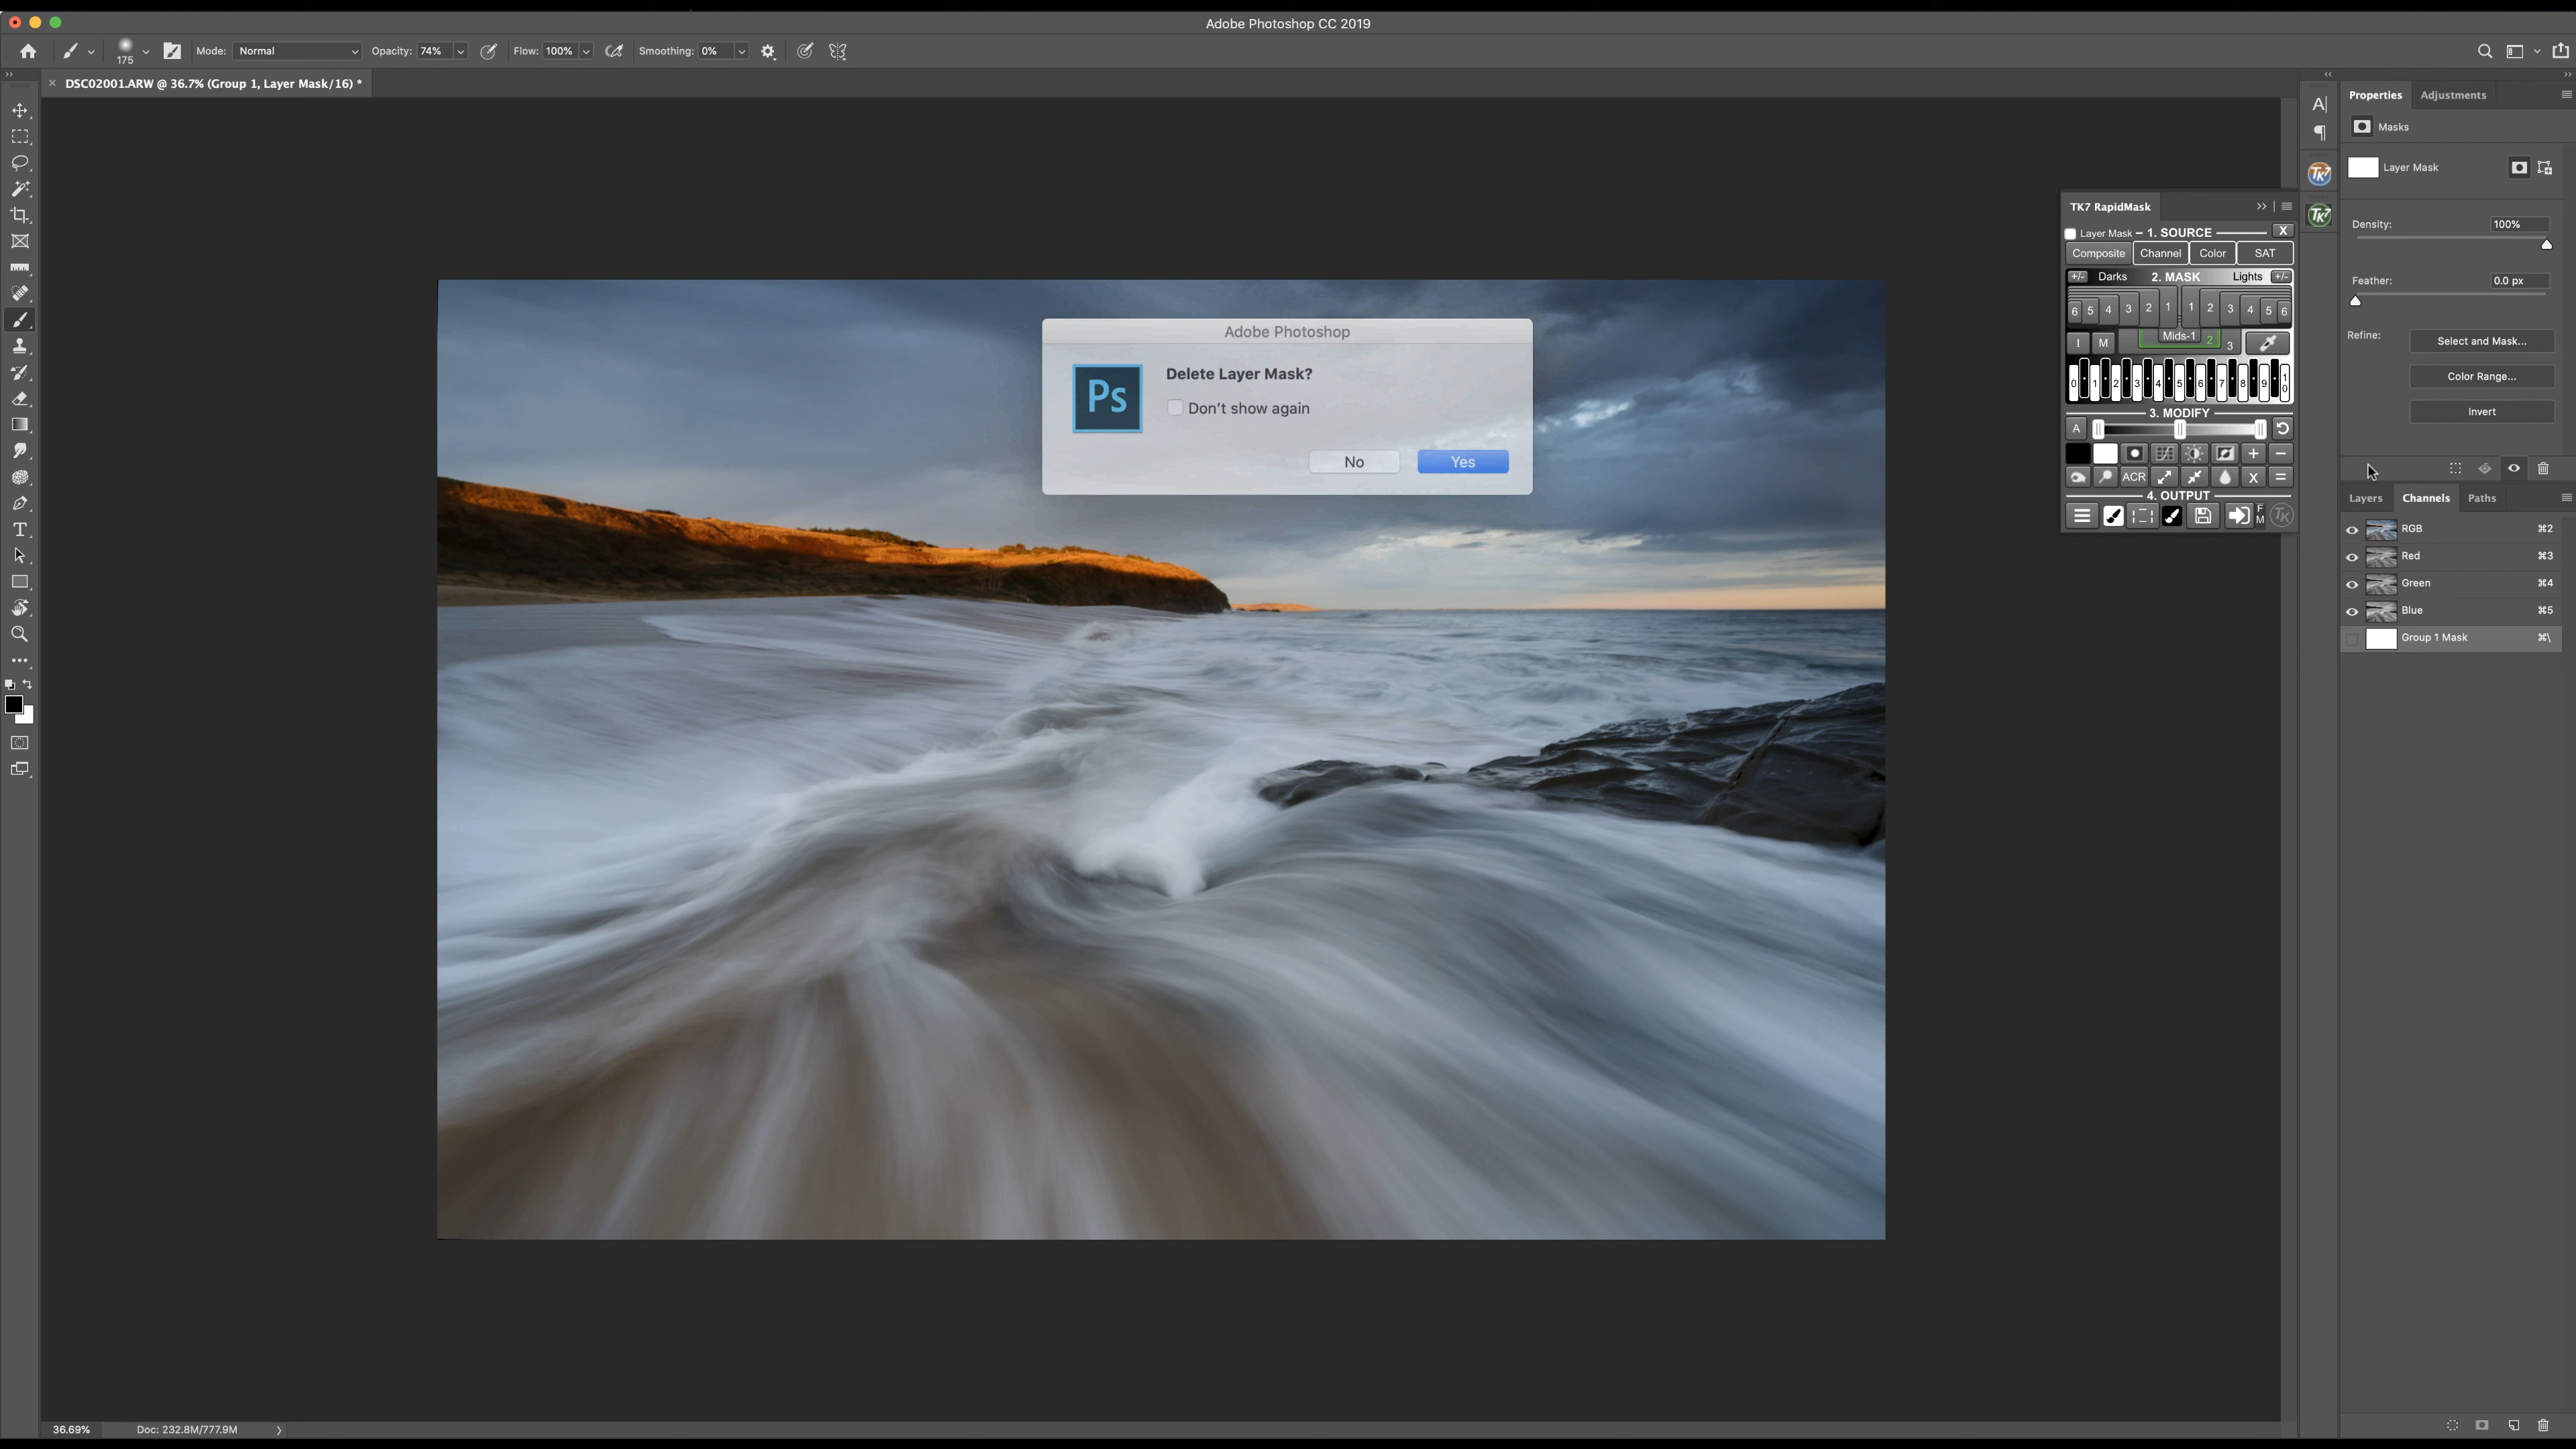 Adobe Photoshop CC 2019
175
Mode: Normal
Opacity: 74%
Flow: 100%
Smoothing: 0%
DSC02001.ARW @ 36.7% (Group 1, Layer Mask/16) *
Adobe Photoshop
Ps
Delete Layer Mask?
Don't show again
No
Yes
TK7 RapidMask
Layer Mask
1. SOURCE
X
Composite
Channel
Color
SAT
+/-
Darks
2. MASK
Lights
+/-
6 5 4 3 2 1 1 2 3 4 5 6
I
M
Mids-1
2
3
0 1 2 3 4 5 6 7 8 9 10
3. MODIFY
A
+
−
ACR
X
=
4. OUTPUT
F
M
TK
A
TK7
TK7
Properties
Adjustments
Masks
Layer Mask
Density:
100%
Feather:
0.0 px
Refine:
Select and Mask...
Color Range...
Invert
Layers
Channels
Paths
RGB
⌘2
Red
⌘3
Green
⌘4
Blue
⌘5
Group 1 Mask
⌘\
T
36.69%
Doc: 232.8M/777.9M